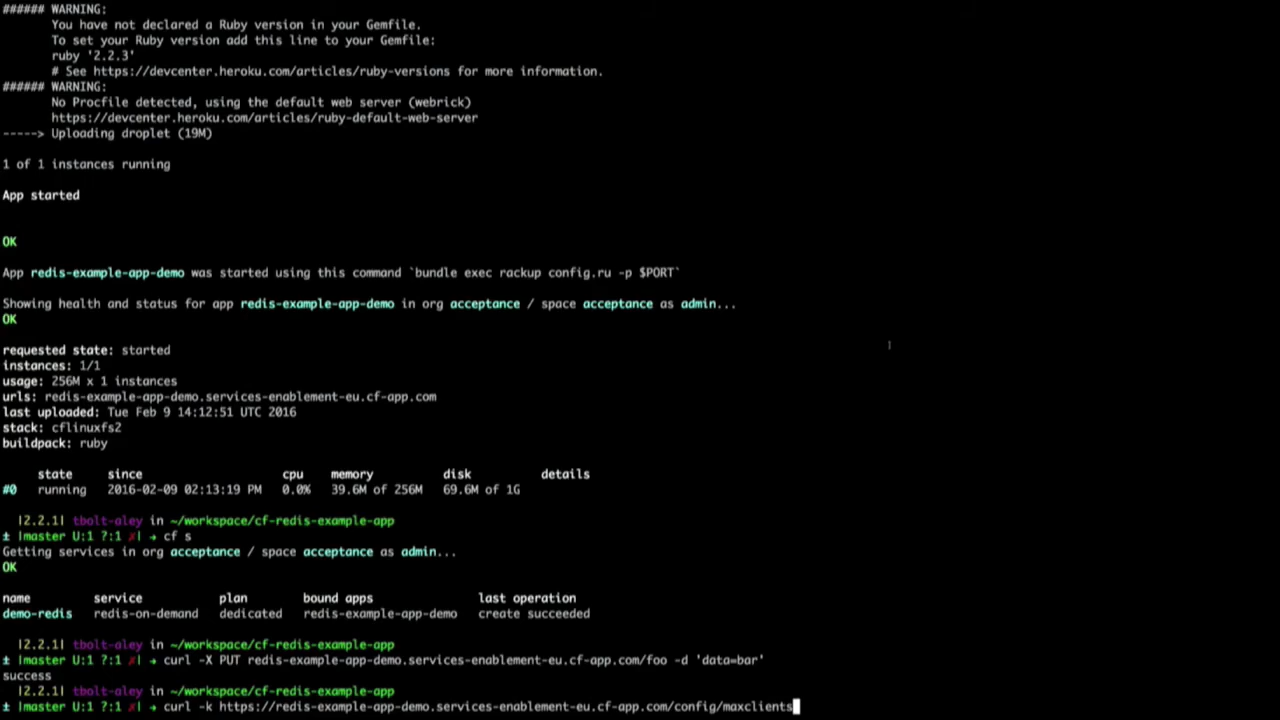 ###### WARNING:
You have not declared a Ruby version in your Gemfile.
To set your Ruby version add this line to your Gemfile:
ruby '2.2.3'
# See https://devcenter.heroku.com/articles/ruby-versions for more information.
###### WARNING:
No Procfile detected, using the default web server (webrick)
https://devcenter.heroku.com/articles/ruby-default-web-server
-----> Uploading droplet (19M)
1 of 1 instances running
App started
OK
App redis-example-app-demo was started using this command `bundle exec rackup config.ru -p $PORT`
Showing health and status for app redis-example-app-demo in org acceptance / space acceptance as admin...
OK
requested state: started
instances: 1/1
usage: 256M x 1 instances
urls: redis-example-app-demo.services-enablement-eu.cf-app.com
last uploaded: Tue Feb 9 14:12:51 UTC 2016
stack: cflinuxfs2
buildpack: ruby
state since cpu memory disk details
#0 running 2016-02-09 02:13:19 PM 0.0% 39.6M of 256M 69.6M of 1G
|2.2.1| tbolt-aley in ~/workspace/cf-redis-example-app
± |master U:1 ?:1 ✗| → cf s
Getting services in org acceptance / space acceptance as admin...
OK
name service plan bound apps last operation
demo-redis redis-on-demand dedicated redis-example-app-demo create succeeded
|2.2.1| tbolt-aley in ~/workspace/cf-redis-example-app
± |master U:1 ?:1 ✗| → curl -X PUT redis-example-app-demo.services-enablement-eu.cf-app.com/foo -d 'data=bar'
success
|2.2.1| tbolt-aley in ~/workspace/cf-redis-example-app
± |master U:1 ?:1 ✗| → curl -k https://redis-example-app-demo.services-enablement-eu.cf-app.com/config/maxclients